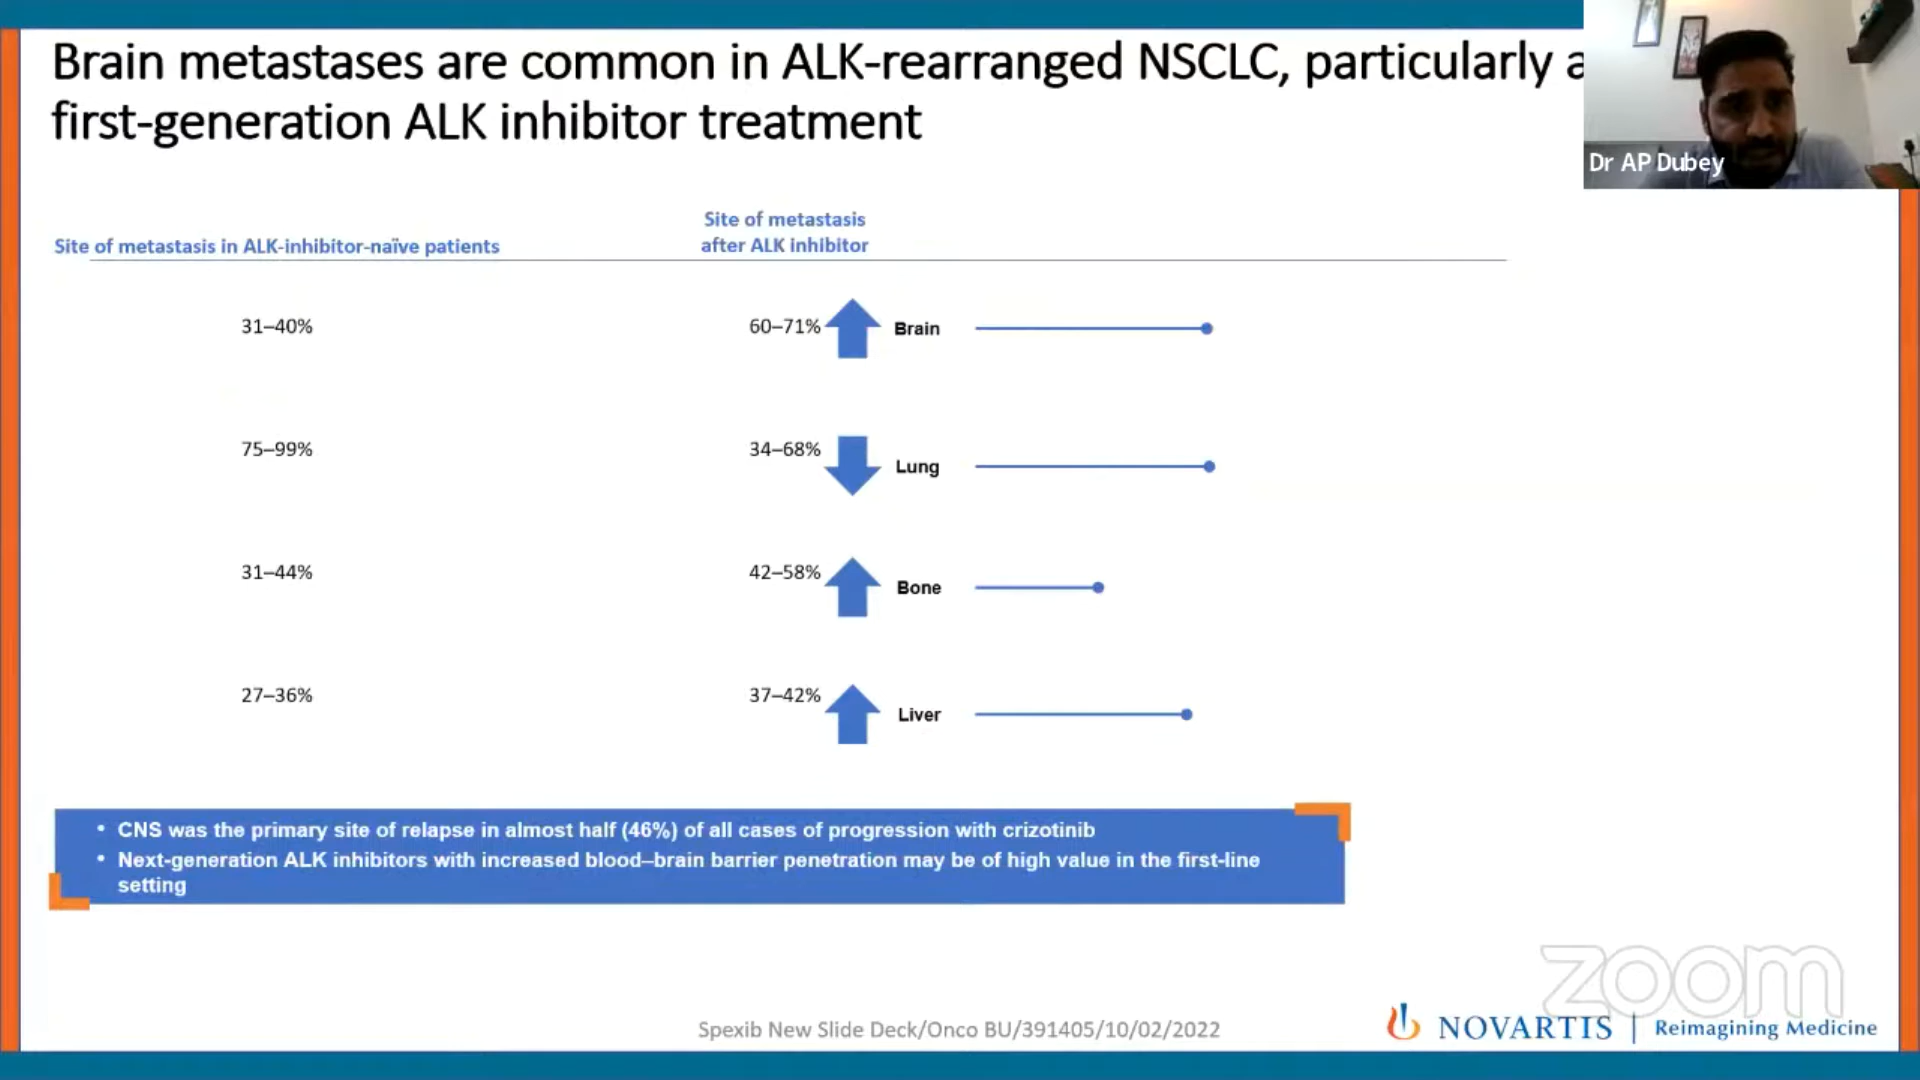 Brain metastases are common in ALK-rearranged NSCLC, particularly
first-generation ALK inhibitor treatment
Dr AP Dubey
Site of metastasis in ALK-inhibitor-naïve patients
Site of metastasis
after ALK inhibitor
31–40%
60–71%
Brain
75–99%
34–68%
Lung
31–44%
42–58%
Bone
27–36%
37–42%
Liver
• CNS was the primary site of relapse in almost half (46%) of all cases of progression with crizotinib
• Next-generation ALK inhibitors with increased blood–brain barrier penetration may be of high value in the first-line
setting
zoom
Spexib New Slide Deck/Onco BU/391405/10/02/2022
NOVARTIS | Reimagining Medicine